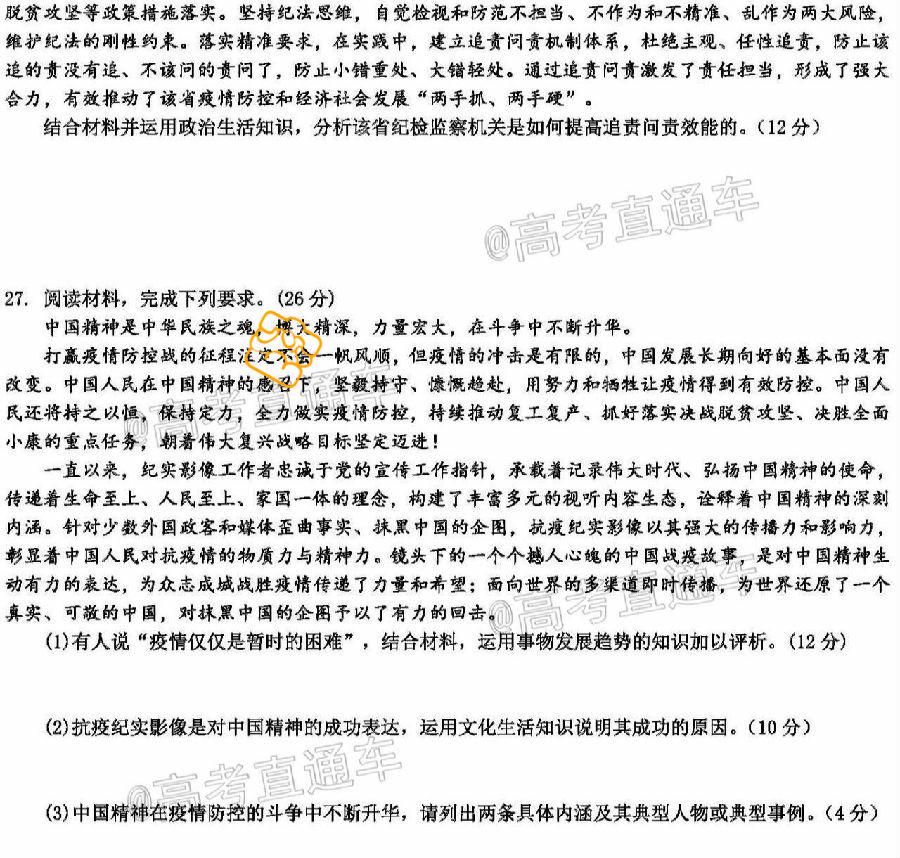 脱贫攻坚等政策措施落实。坚持纪法思维，自觉检视和防范不担当、不作为和不精准、乱作为两大风险，
维护纪法的刚性约束。落实精准要求，在实践中，建立追责问责机制体系，杜绝主观、任性追责，防止该
追的责没有追、不该问的责问了，防止小错重处、大错轻处。通过追责问责激发了责任担当，形成了强大
合力，有效推动了该省疫情防控和经济社会发展“两手抓、两手硬”。
结合材料并运用政治生活知识，分析该省纪检监察机关是如何提高追责问责效能的。（12分）
@高考直通车
27. 阅读材料，完成下列要求。（26分）
中国精神是中华民族之魂，博大精深，力量宏大，在斗争中不断升华。
打赢疫情防控战的征程注定不会一帆风顺，但疫情的冲击是有限的，中国发展长期向好的基本面没有
改变。中国人民在中国精神的感召下，坚毅持守、慷慨趋赴，用努力和牺牲让疫情得到有效防控。中国人
民还将持之以恒、保持定力，全力做实疫情防控，持续推动复工复产、抓好落实决战脱贫攻坚、决胜全面
小康的重点任务，朝着伟大复兴战略目标坚定迈进！
@高考直通车
一直以来，纪实影像工作者忠诚于党的宣传工作指针，承载着记录伟大时代、弘扬中国精神的使命，
传递着生命至上、人民至上、家国一体的理念，构建了丰富多元的视听内容生态，诠释着中国精神的深刻
内涵。针对少数外国政客和媒体歪曲事实、抹黑中国的企图，抗疫纪实影像以其强大的传播力和影响力，
彰显着中国人民对抗疫情的物质力与精神力。镜头下的一个个撼人心魄的中国战疫故事，是对中国精神生
动有力的表达，为众志成城战胜疫情传递了力量和希望；面向世界的多渠道即时传播，为世界还原了一个
真实、可敬的中国，对抹黑中国的企图予以了有力的回击。
@高考直通车
(1)有人说“疫情仅仅是暂时的困难”，结合材料，运用事物发展趋势的知识加以评析。（12分）
(2)抗疫纪实影像是对中国精神的成功表达，运用文化生活知识说明其成功的原因。（10分）
@高考直通车
(3)中国精神在疫情防控的斗争中不断升华，请列出两条具体内涵及其典型人物或典型事例。（4分）